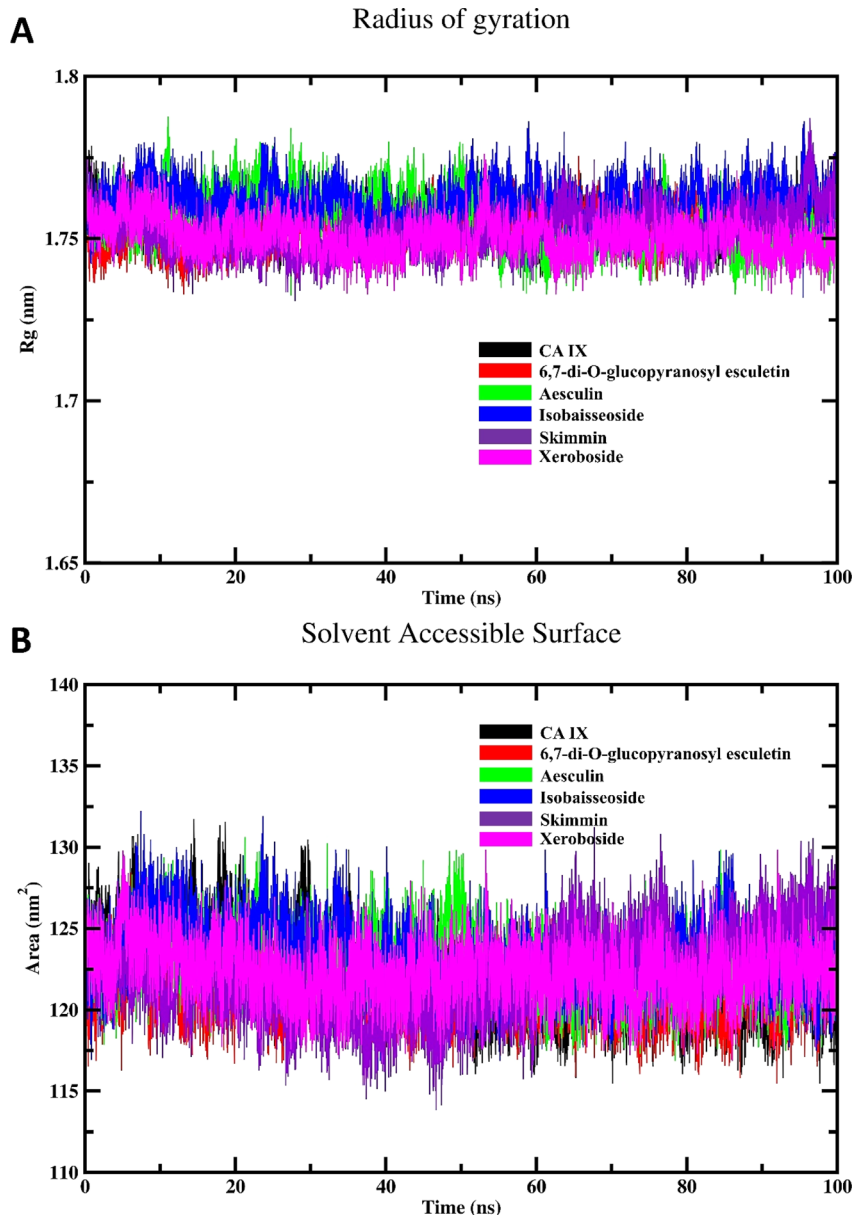 A
Radius of gyration
1.8
1.75
1.7
1.65
Rg (nm)
CA IX
6,7-di-O-glucopyranosyl esculetin
Aesculin
Isobaisseoside
Skimmin
Xeroboside
0 20 40 60 80 100
Time (ns)
B
Solvent Accessible Surface
140
135
130
125
120
115
110
Area (nm²)
CA IX
6,7-di-O-glucopyranosyl esculetin
Aesculin
Isobaisseoside
Skimmin
Xeroboside
0 20 40 60 80 100
Time (ns)